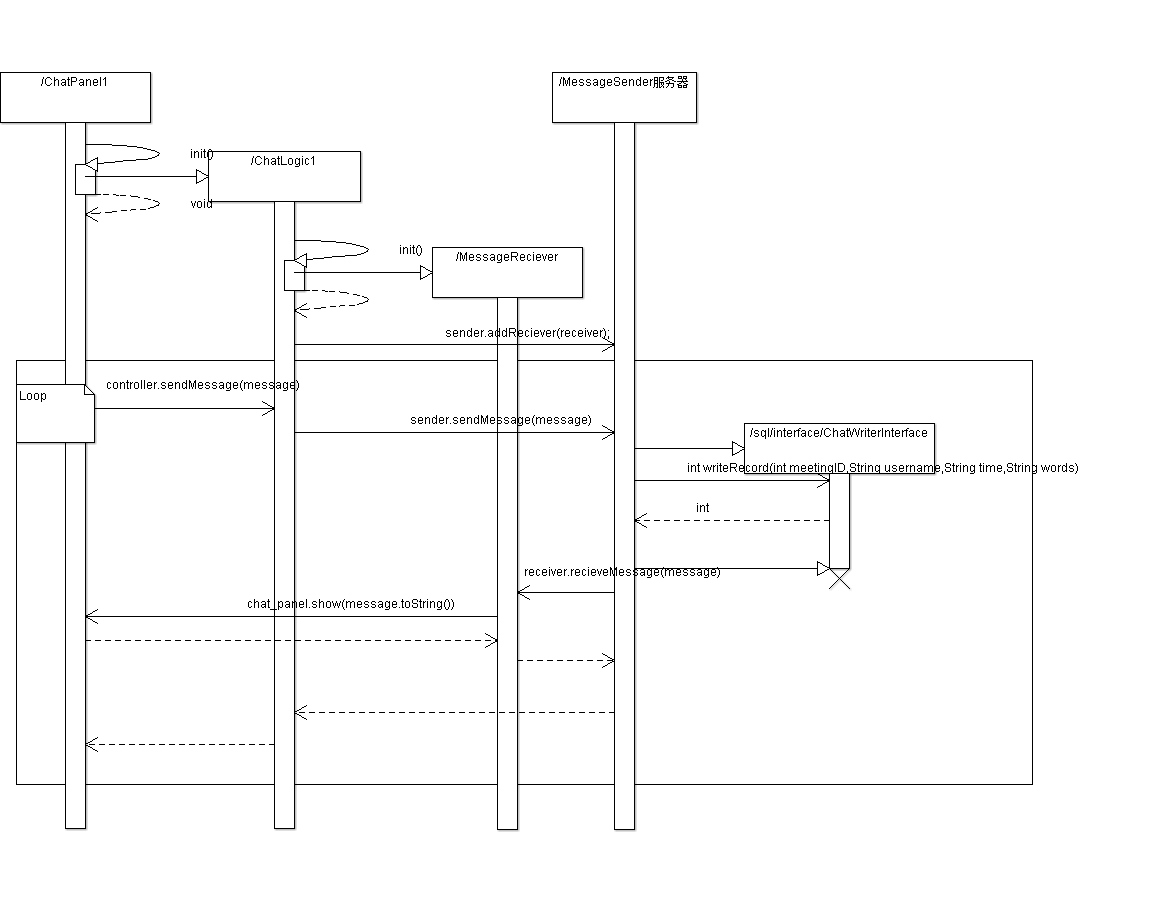 /ChatPanel1
/MessageSender服务器
init()
/ChatLogic1
void
init()
/MessageReciever
sender.addReciever(receiver);
controller.sendMessage(message)
Loop
sender.sendMessage(message)
/sql/interface/ChatWriterInterface
int writeRecord(int meetingID,String username,String time,String words)
int
receiver.recieveMessage(message)
chat_panel.show(message.toString())